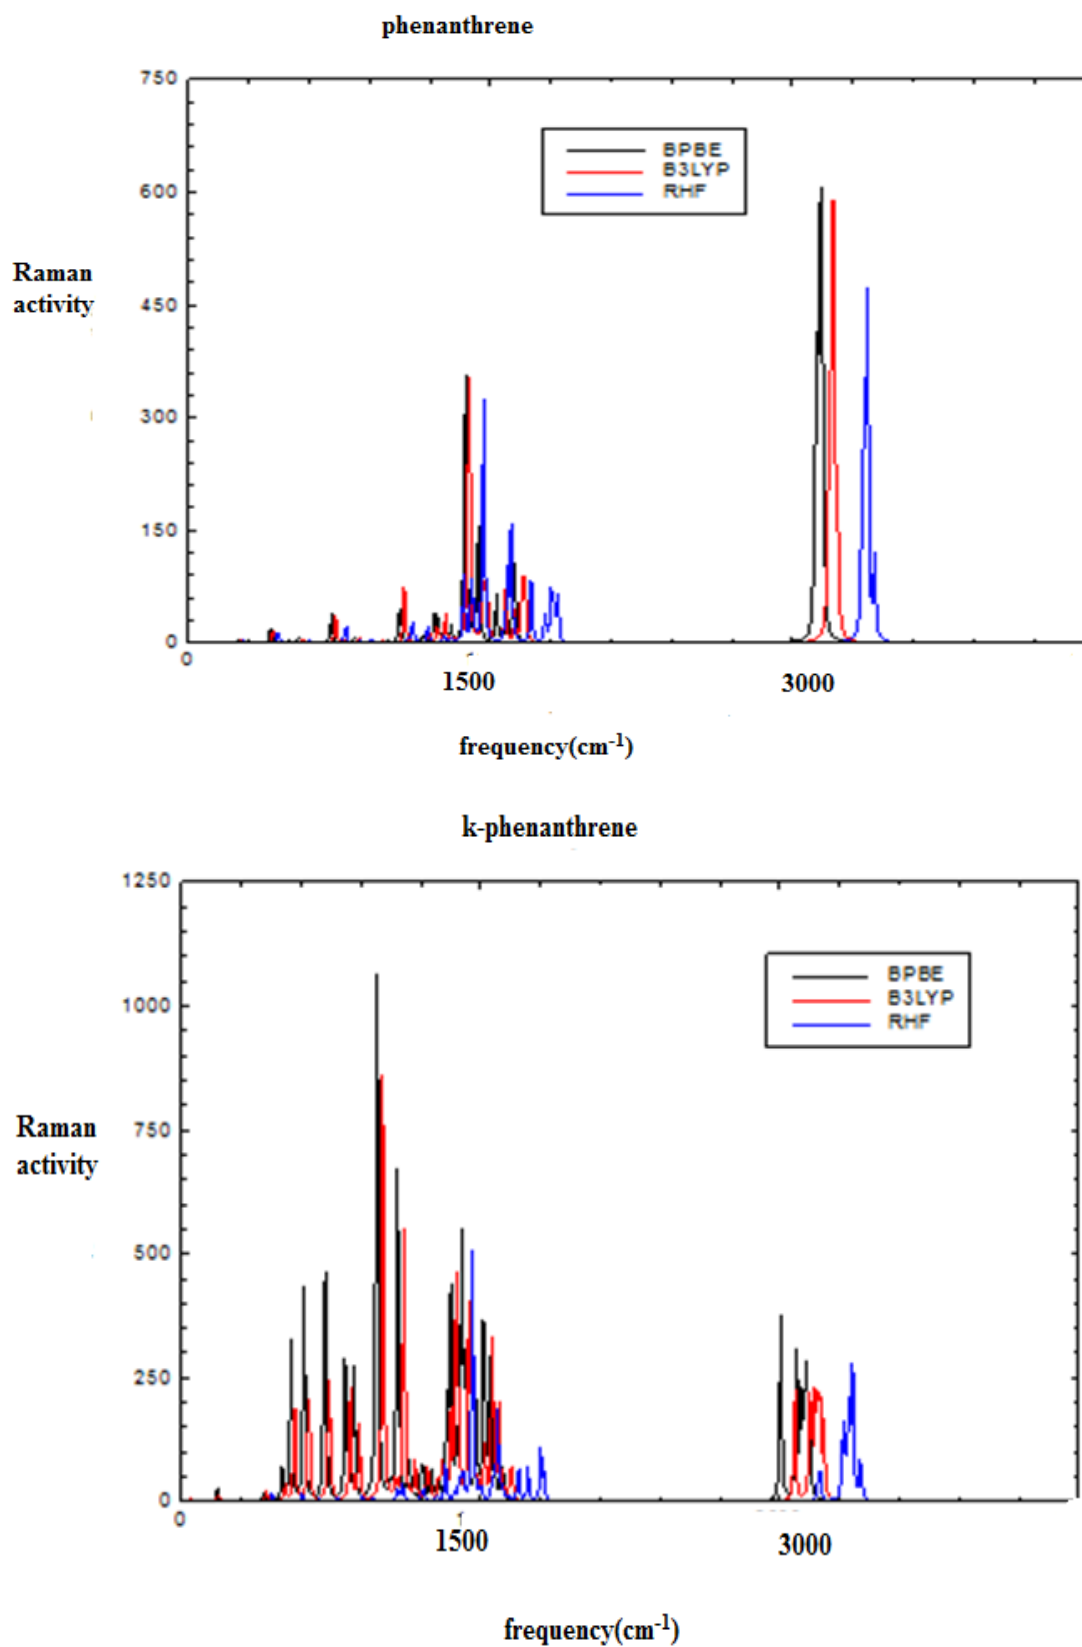 phenanthrene
750
BPBE
B3LYP
RHF
600
Raman
activity
450
300
150
0
0
1500
3000
frequency(cm-1)
k-phenanthrene
1250
BPBE
B3LYP
RHF
1000
Raman
activity
750
500
250
0
0
1500
3000
frequency(cm-1)